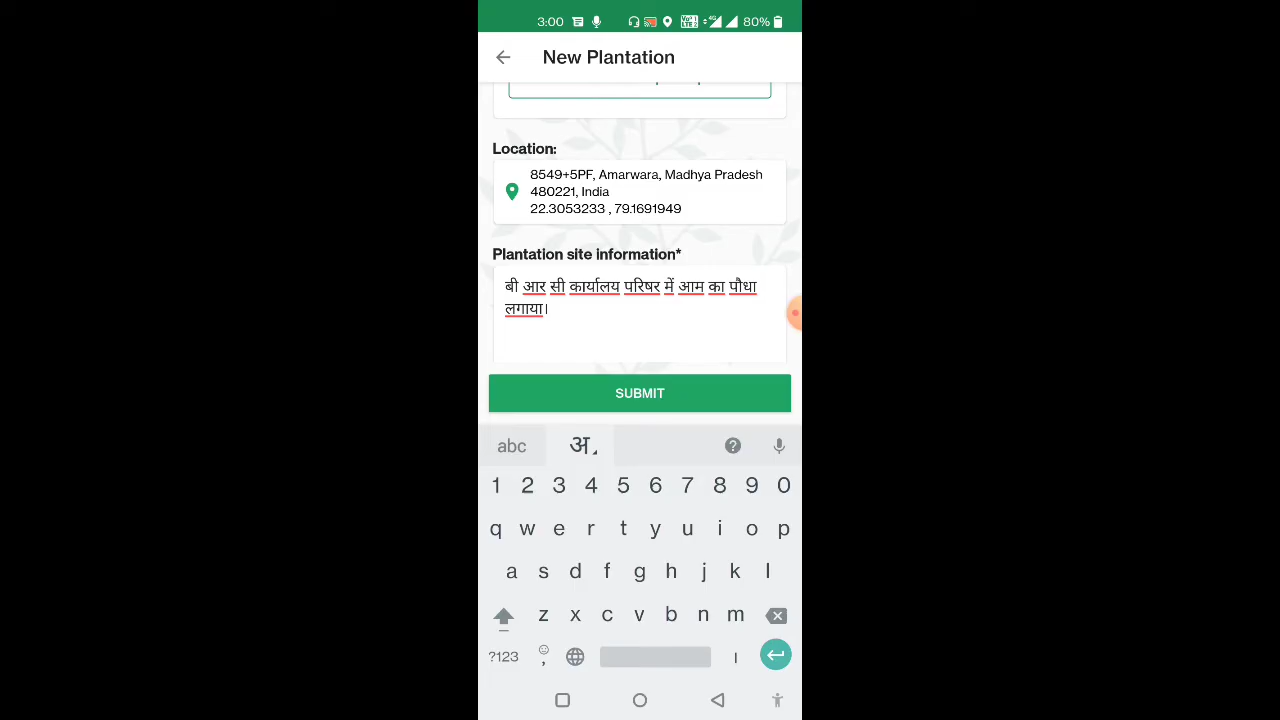 3:00 80%
New Plantation
Location:
8549+5PF, Amarwara, Madhya Pradesh
480221, India
22.3053233 , 79.1691949
Plantation site information*
बी आर सी कार्यालय परिषर में आम का पौधा
लगाया।
SUBMIT
abc अ
1 2 3 4 5 6 7 8 9 0
q w e r t y u i o p
a s d f g h j k l
z x c v b n m
?123 , ।